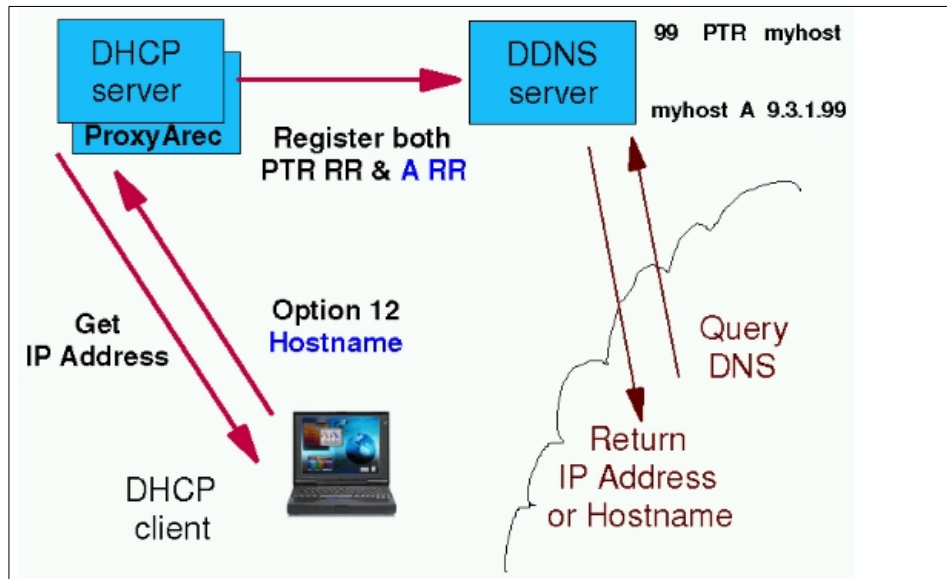 DHCP
server
ProxyArec
DDNS
server
99 PTR myhost
myhost A 9.3.1.99
Register both
PTR RR & A RR
Get
IP Address
Option 12
Hostname
DHCP
client
Query
DNS
Return
IP Address
or Hostname